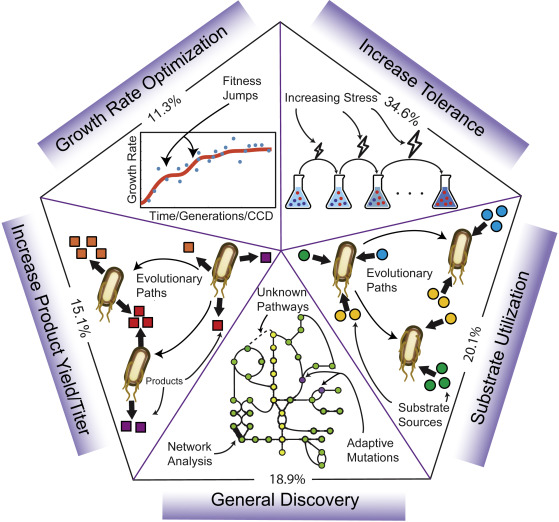 Growth Rate Optimization
11.3%
Fitness
Jumps
Growth Rate
Time/Generations/CCD
Increase Tolerance
34.6%
Increasing Stress
Increase Product
Yield/Titer
15.1%
Evolutionary
Paths
Products
Substrate Utilization
20.1%
Evolutionary
Paths
Substrate
Sources
Unknown
Pathways
Network
Analysis
Adaptive
Mutations
18.9%
General Discovery